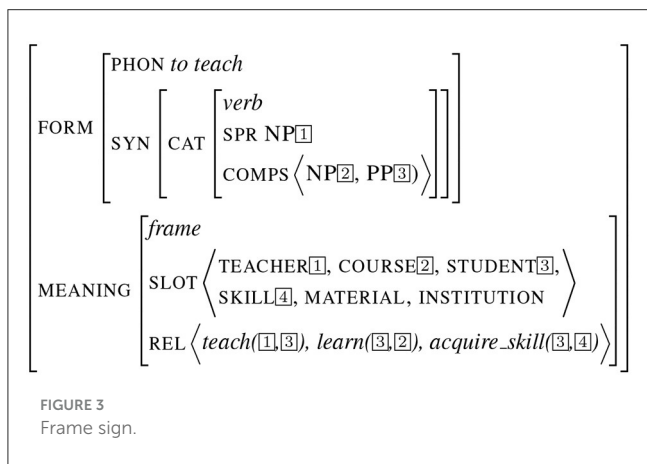 PHON to teach
verb
FORM SYN CAT SPR NP1
COMPS ⟨NP2, PP3)⟩
frame
SLOT ⟨TEACHER1, COURSE2, STUDENT3,
MEANING SKILL4, MATERIAL, INSTITUTION⟩
REL ⟨teach(1,3), learn(3,2), acquire_skill(3,4)⟩
FIGURE 3
Frame sign.